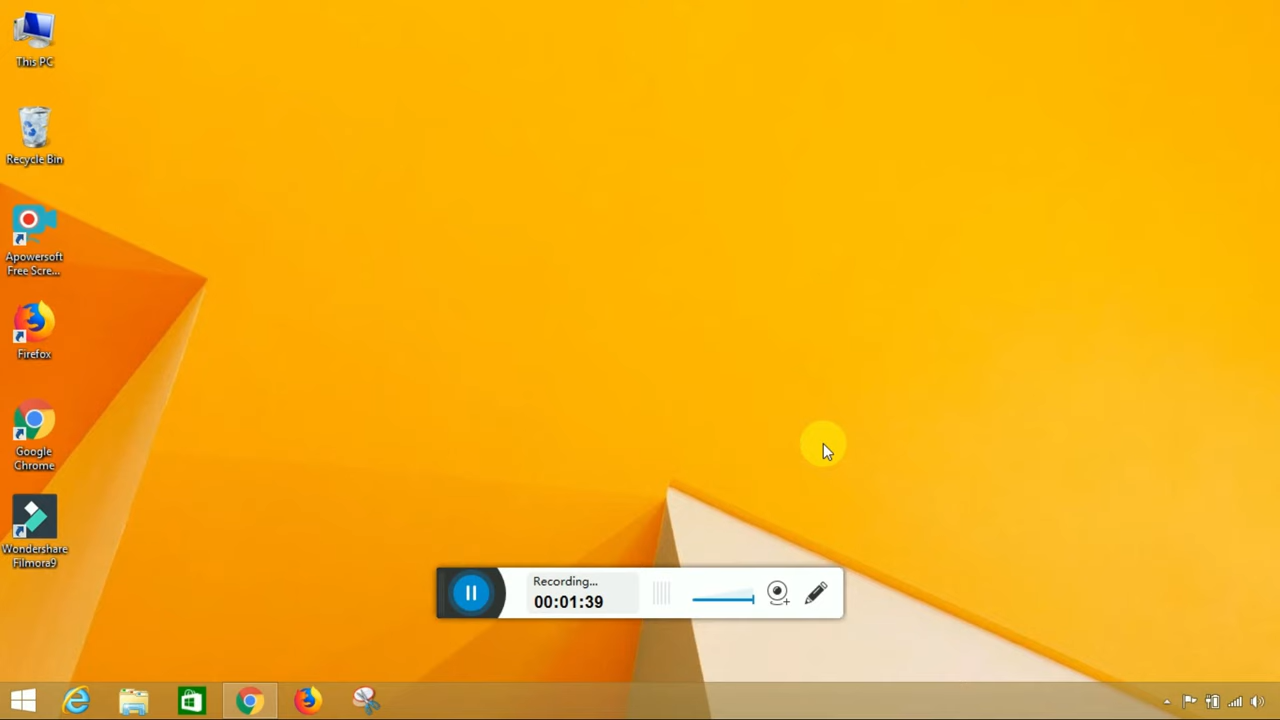 This PC
Recycle Bin
Apowersoft
Free Scre...
Firefox
Google
Chrome
Wondershare
Filmora9
Recording...
00:01:39